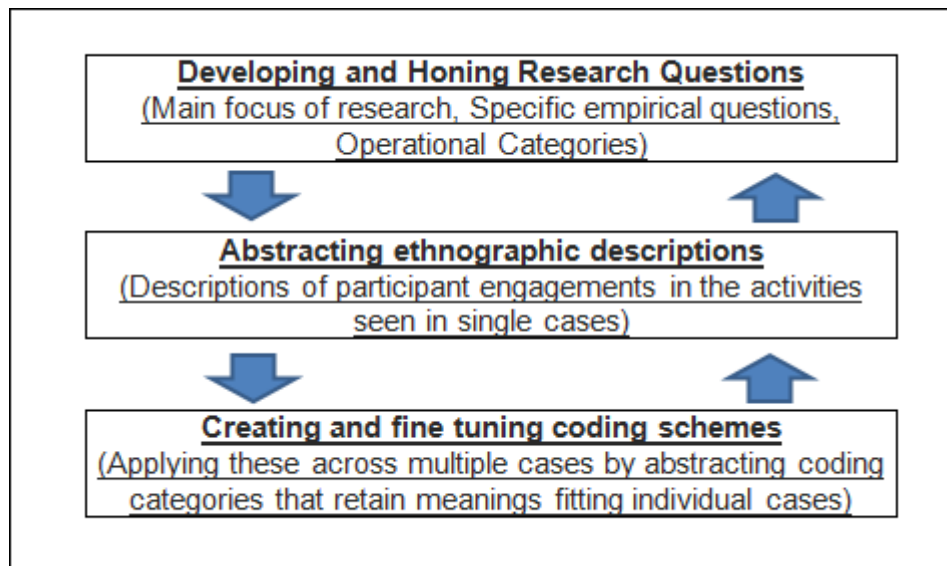 Developing and Honing Research Questions
(Main focus of research, Specific empirical questions,
Operational Categories)
Abstracting ethnographic descriptions
(Descriptions of participant engagements in the activities
seen in single cases)
Creating and fine tuning coding schemes
(Applying these across multiple cases by abstracting coding
categories that retain meanings fitting individual cases)